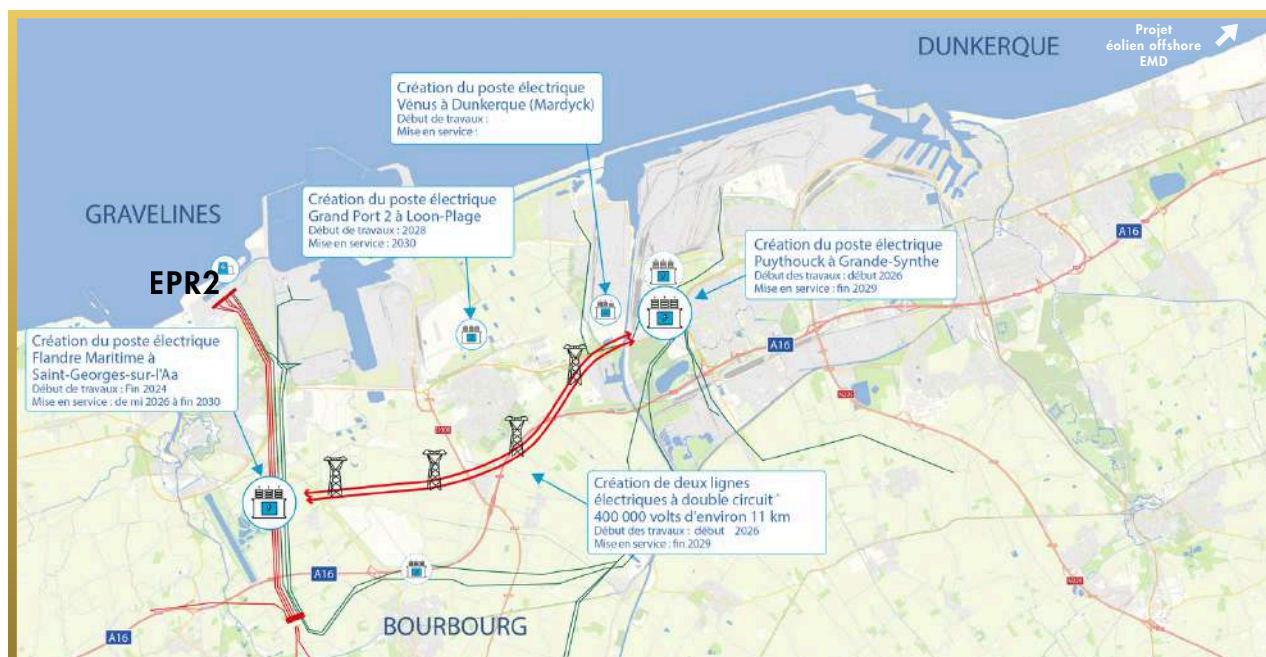 DUNKERQUE
Projet
éolien offshore
EMD
Création du poste électrique
Vénus à Dunkerque (Mardyck)
Début de travaux :
Mise en service :
GRAVELINES
Création du poste électrique
Grand Port 2 à Loon-Plage
Début de travaux : 2028
Mise en service : 2030
A16
Création du poste électrique
Puythouck à Grande-Synthe
Début des travaux : début 2026
Mise en service : fin 2029
EPR2
Création du poste électrique
Flandre Maritime à
Saint-Georges-sur-l'Aa
Début de travaux : Fin 2024
Mise en service : de mi 2026 à fin 2030
A16
Création de deux lignes
électriques à double circuit
400 000 volts d'environ 11 km
Début des travaux : début 2026
Mise en service : fin 2029
A16
BOURBOURG
A16